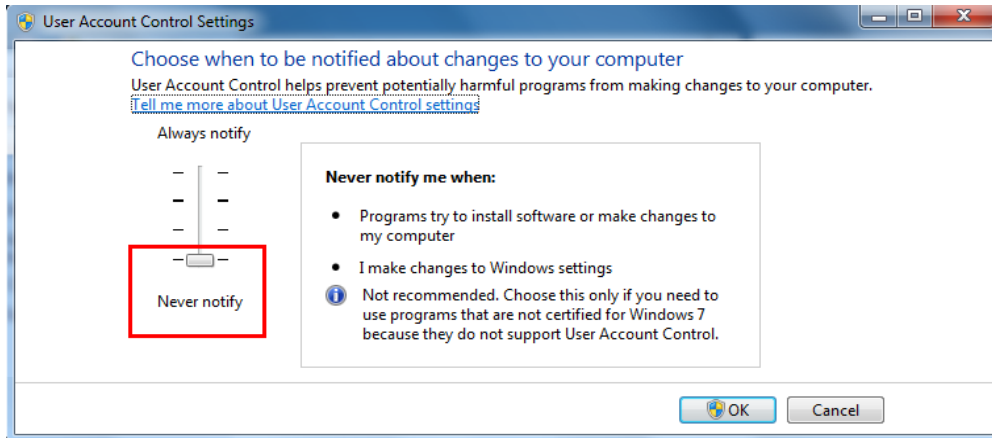 User Account Control Settings
Choose when to be notified about changes to your computer
User Account Control helps prevent potentially harmful programs from making changes to your computer.
Tell me more about User Account Control settings
Always notify
Never notify me when:
Programs try to install software or make changes to
my computer
I make changes to Windows settings
Never notify
Not recommended. Choose this only if you need to
use programs that are not certified for Windows 7
because they do not support User Account Control.
OK
Cancel